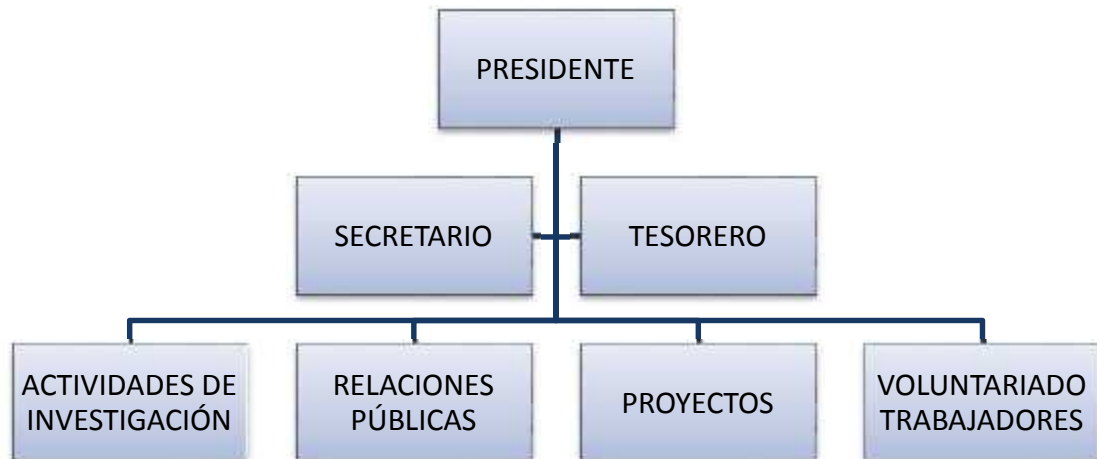 PRESIDENTE
SECRETARIO
TESORERO
ACTIVIDADES DE
INVESTIGACIÓN
RELACIONES
PÚBLICAS
PROYECTOS
VOLUNTARIADO
TRABAJADORES